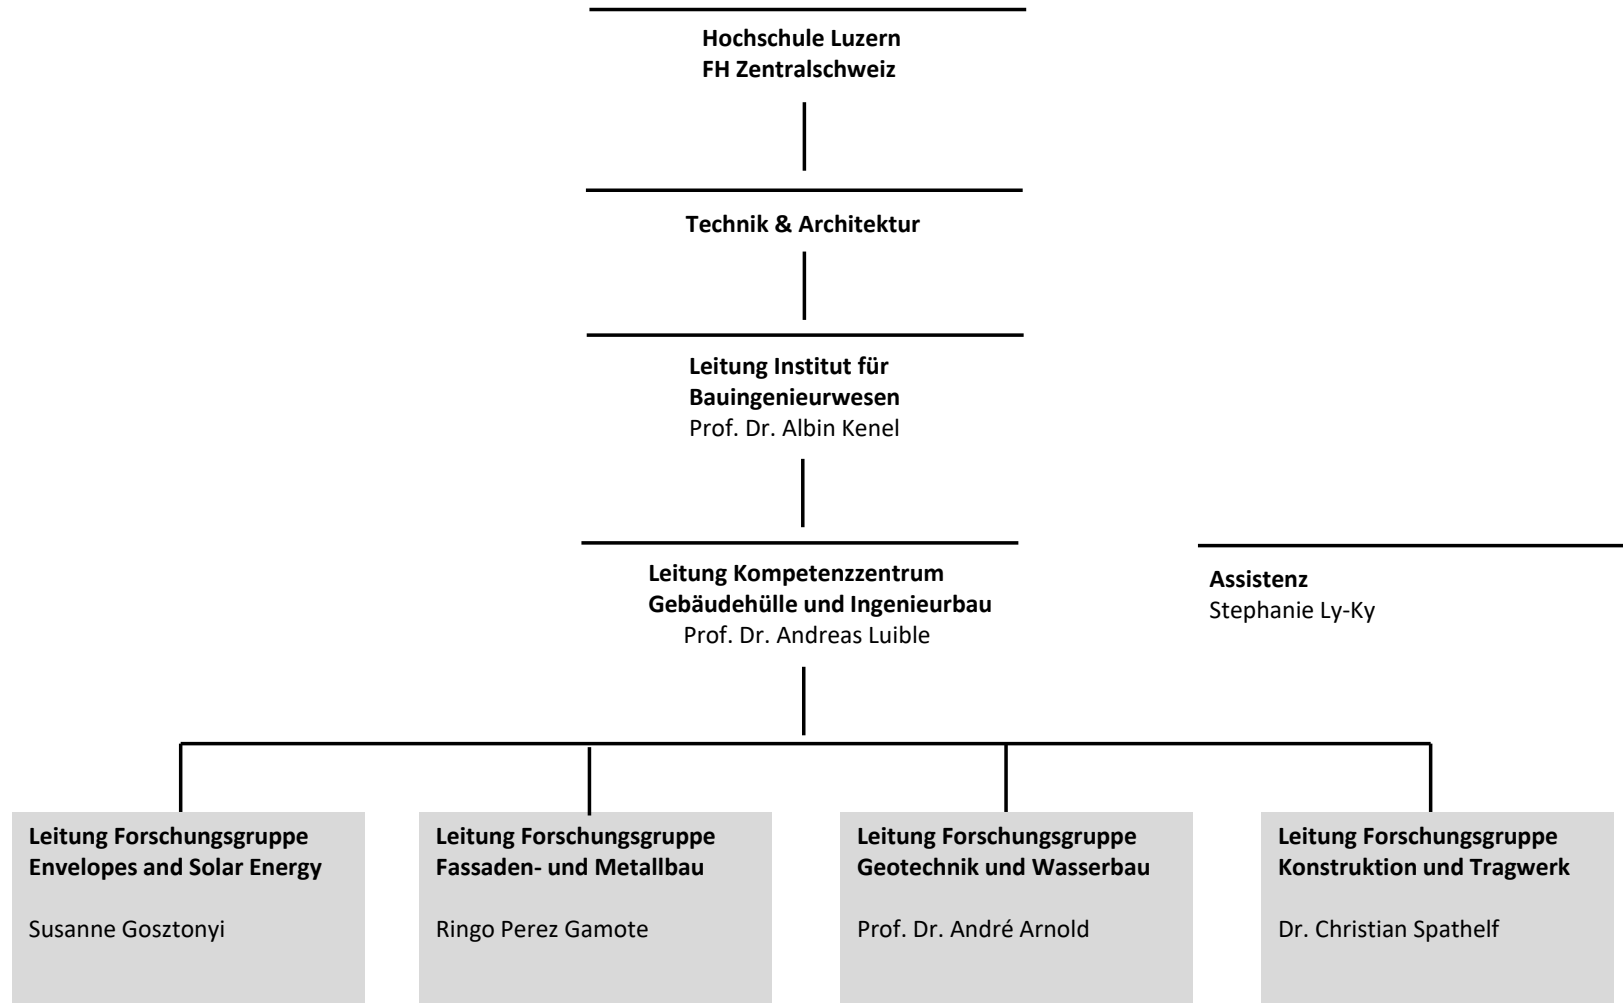 Hochschule Luzern
FH Zentralschweiz
Technik & Architektur
Leitung Institut für
Bauingenieurwesen
Prof. Dr. Albin Kenel
Leitung Kompetenzzentrum
Gebäudehülle und Ingenieurbau
Prof. Dr. Andreas Luible
Assistenz
Stephanie Ly-Ky
Leitung Forschungsgruppe
Envelopes and Solar Energy
Susanne Gosztonyi
Leitung Forschungsgruppe
Fassaden- und Metallbau
Ringo Perez Gamote
Leitung Forschungsgruppe
Geotechnik und Wasserbau
Prof. Dr. André Arnold
Leitung Forschungsgruppe
Konstruktion und Tragwerk
Dr. Christian Spathelf